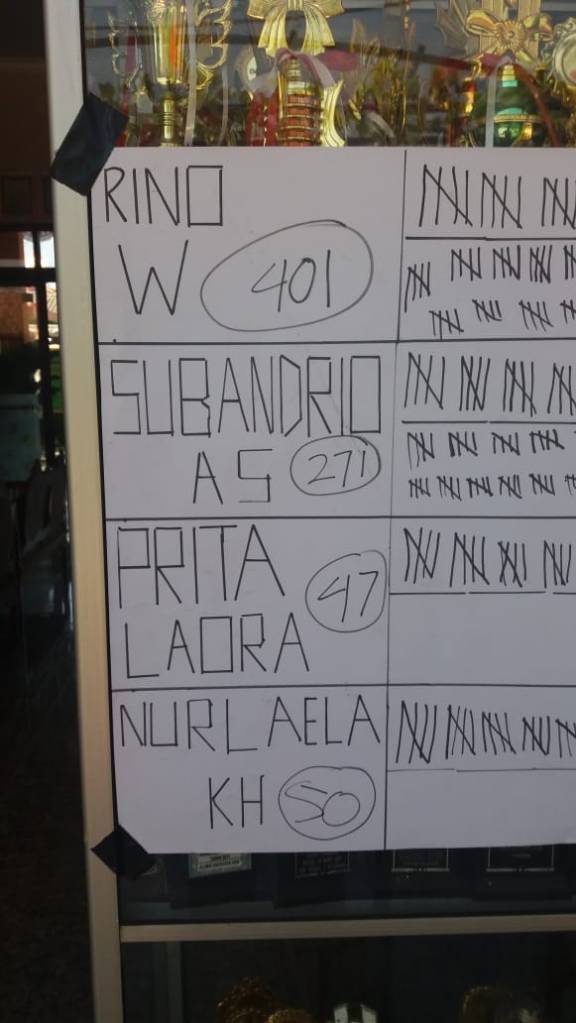 RINO
W 401
SUBANDRIO
AS 271
PRITA
47
LAORA
NURLAELA
KH 50